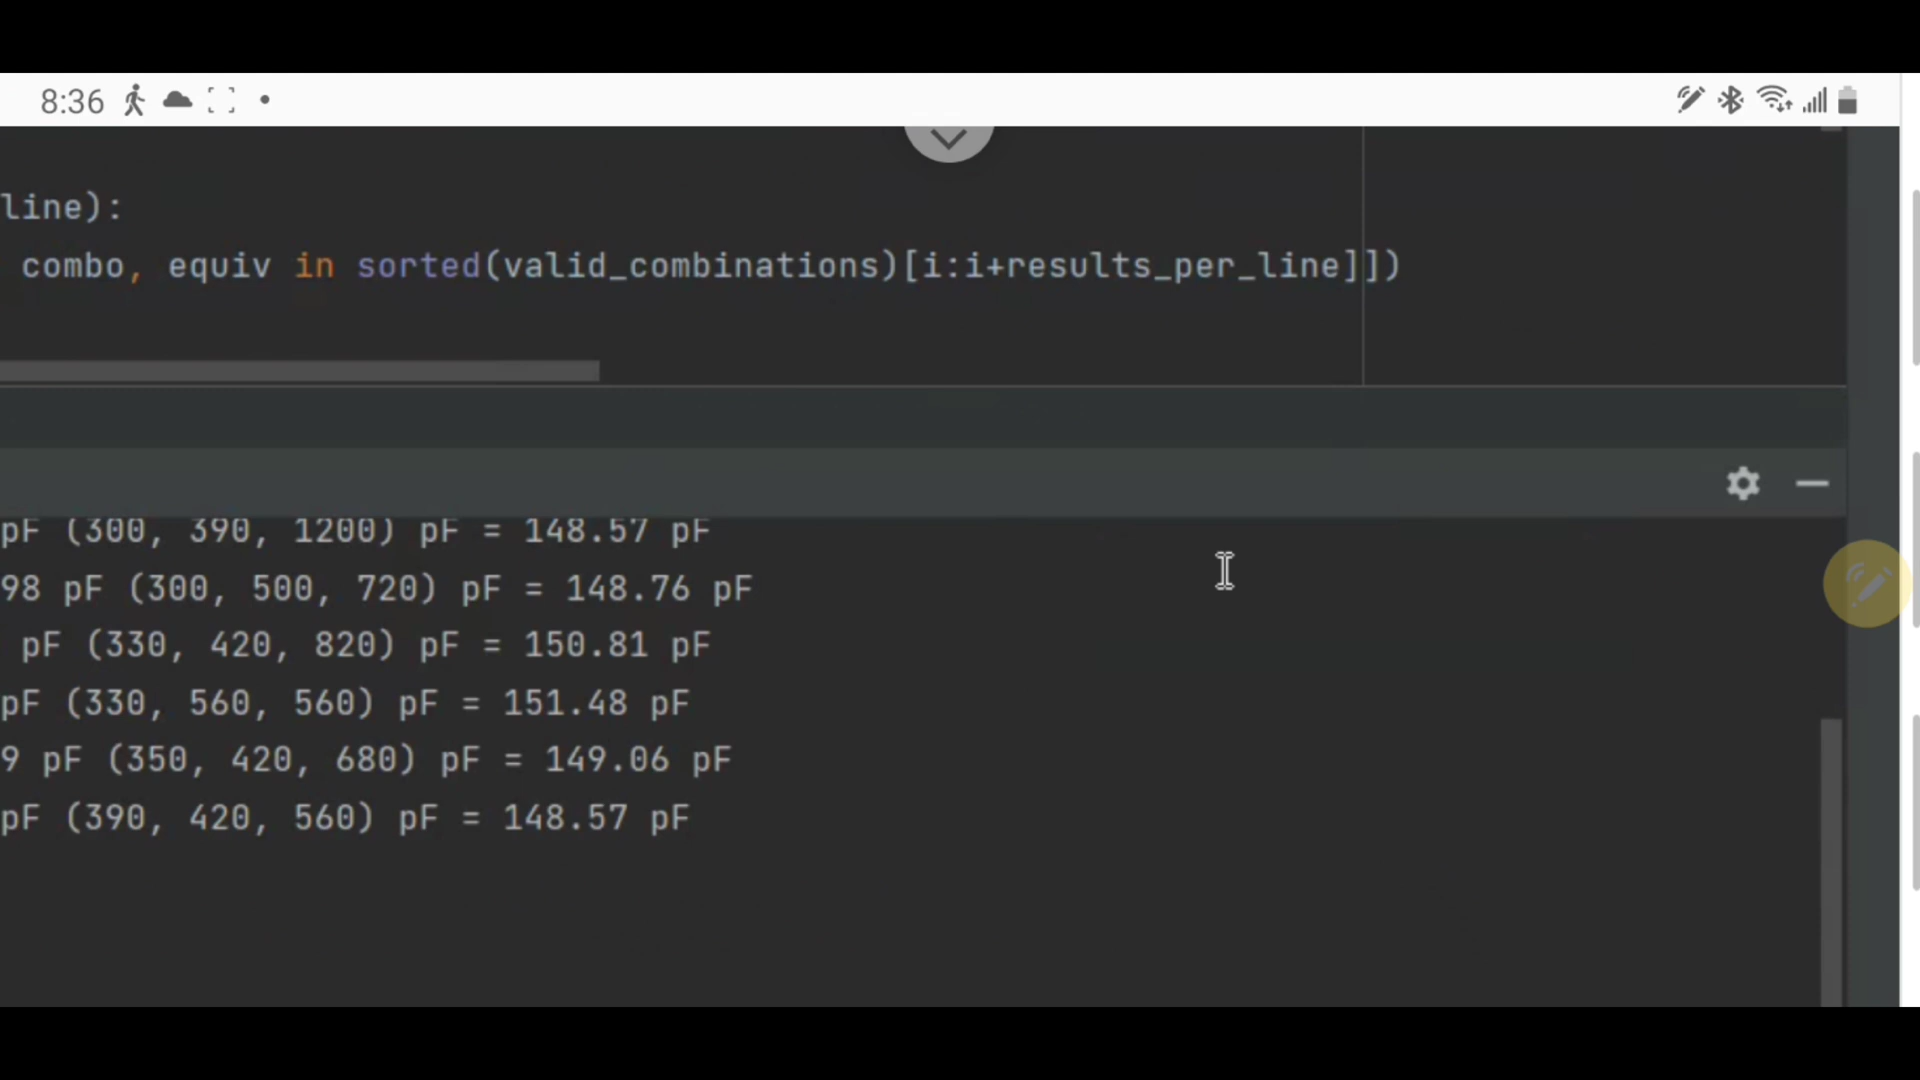 8:36
line):
combo, equiv in sorted(valid_combinations)[i:i+results_per_line]])
pF (300, 390, 1200) pF = 148.57 pF
98 pF (300, 500, 720) pF = 148.76 pF
pF (330, 420, 820) pF = 150.81 pF
pF (330, 560, 560) pF = 151.48 pF
9 pF (350, 420, 680) pF = 149.06 pF
pF (390, 420, 560) pF = 148.57 pF